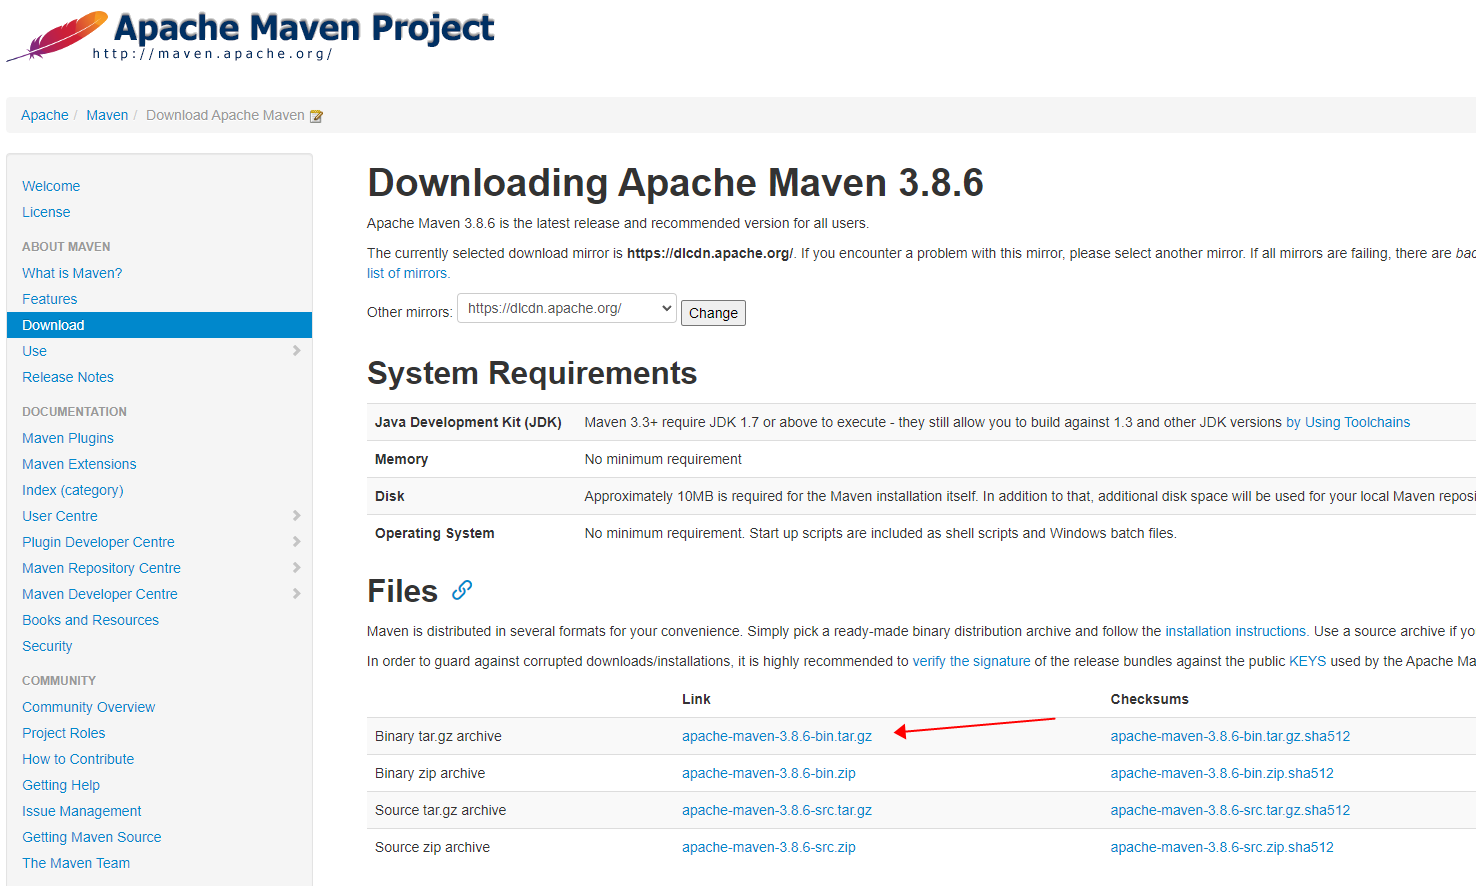 Apache Maven Project
http://maven.apache.org/
Apache / Maven / Download Apache Maven
Welcome
License
ABOUT MAVEN
What is Maven?
Features
Download
Use
Release Notes
DOCUMENTATION
Maven Plugins
Maven Extensions
Index (category)
User Centre
Plugin Developer Centre
Maven Repository Centre
Maven Developer Centre
Books and Resources
Security
COMMUNITY
Community Overview
Project Roles
How to Contribute
Getting Help
Issue Management
Getting Maven Source
The Maven Team
Downloading Apache Maven 3.8.6
Apache Maven 3.8.6 is the latest release and recommended version for all users.
The currently selected download mirror is https://dlcdn.apache.org/. If you encounter a problem with this mirror, please select another mirror. If all mirrors are failing, there are bac
list of mirrors.
Other mirrors: https://dlcdn.apache.org/ Change
System Requirements
Java Development Kit (JDK) Maven 3.3+ require JDK 1.7 or above to execute - they still allow you to build against 1.3 and other JDK versions by Using Toolchains
Memory No minimum requirement
Disk Approximately 10MB is required for the Maven installation itself. In addition to that, additional disk space will be used for your local Maven reposi
Operating System No minimum requirement. Start up scripts are included as shell scripts and Windows batch files.
Files
Maven is distributed in several formats for your convenience. Simply pick a ready-made binary distribution archive and follow the installation instructions. Use a source archive if yo
In order to guard against corrupted downloads/installations, it is highly recommended to verify the signature of the release bundles against the public KEYS used by the Apache Ma
Link Checksums
Binary tar.gz archive apache-maven-3.8.6-bin.tar.gz apache-maven-3.8.6-bin.tar.gz.sha512
Binary zip archive apache-maven-3.8.6-bin.zip apache-maven-3.8.6-bin.zip.sha512
Source tar.gz archive apache-maven-3.8.6-src.tar.gz apache-maven-3.8.6-src.tar.gz.sha512
Source zip archive apache-maven-3.8.6-src.zip apache-maven-3.8.6-src.zip.sha512